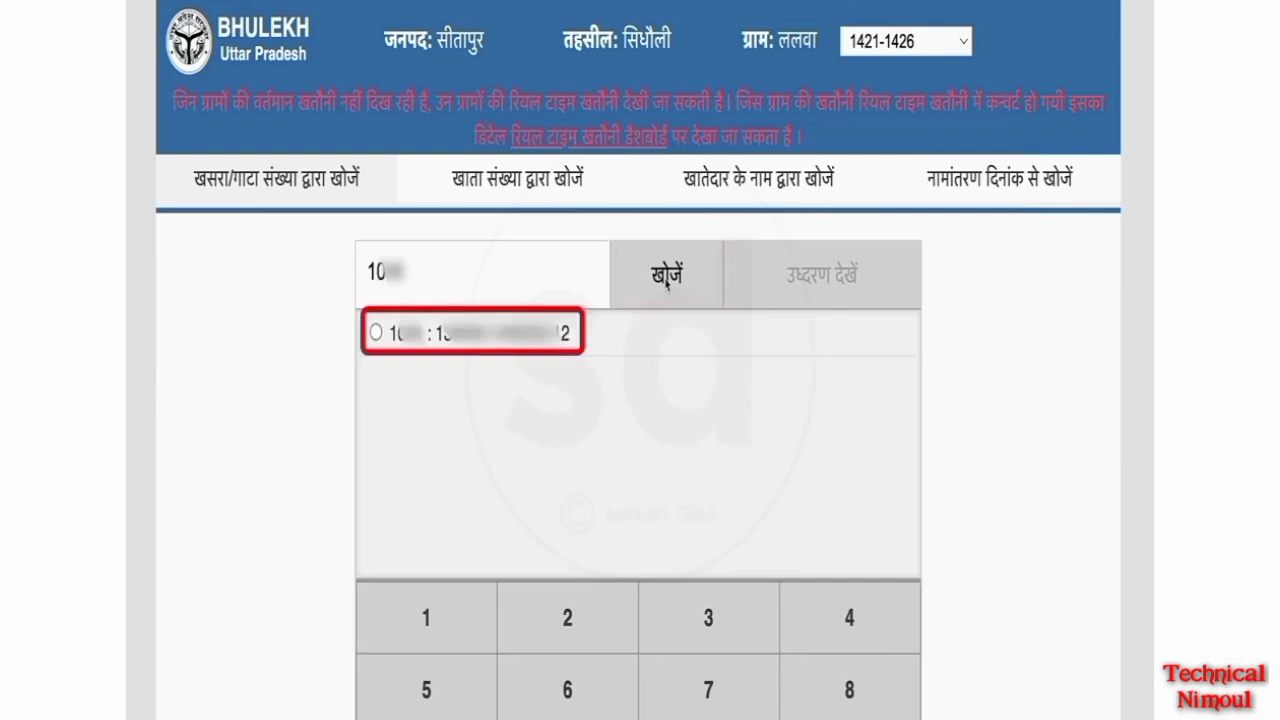 BHULEKH
Uttar Pradesh
जनपद: सीतापुर तहसील: सिधौली ग्राम: ललवा 1421-1426
जिन ग्रामों की वर्तमान खतौनी नहीं दिख रही है, उन ग्रामों की रियल टाइम खतौनी देखी जा सकती है। जिस ग्राम की खतौनी रियल टाइम खतौनी में कन्वर्ट हो गयी इसका
डिटेल रियल टाइम खतौनी डैशबोर्ड पर देखा जा सकता है ।
खसरा/गाटा संख्या द्वारा खोजें खाता संख्या द्वारा खोजें खातेदार के नाम द्वारा खोजें नामांतरण दिनांक से खोजें
10 खोजें उध्दरण देखें
sd
1 2 3 4
5 6 7 8
Technical
Nimoul